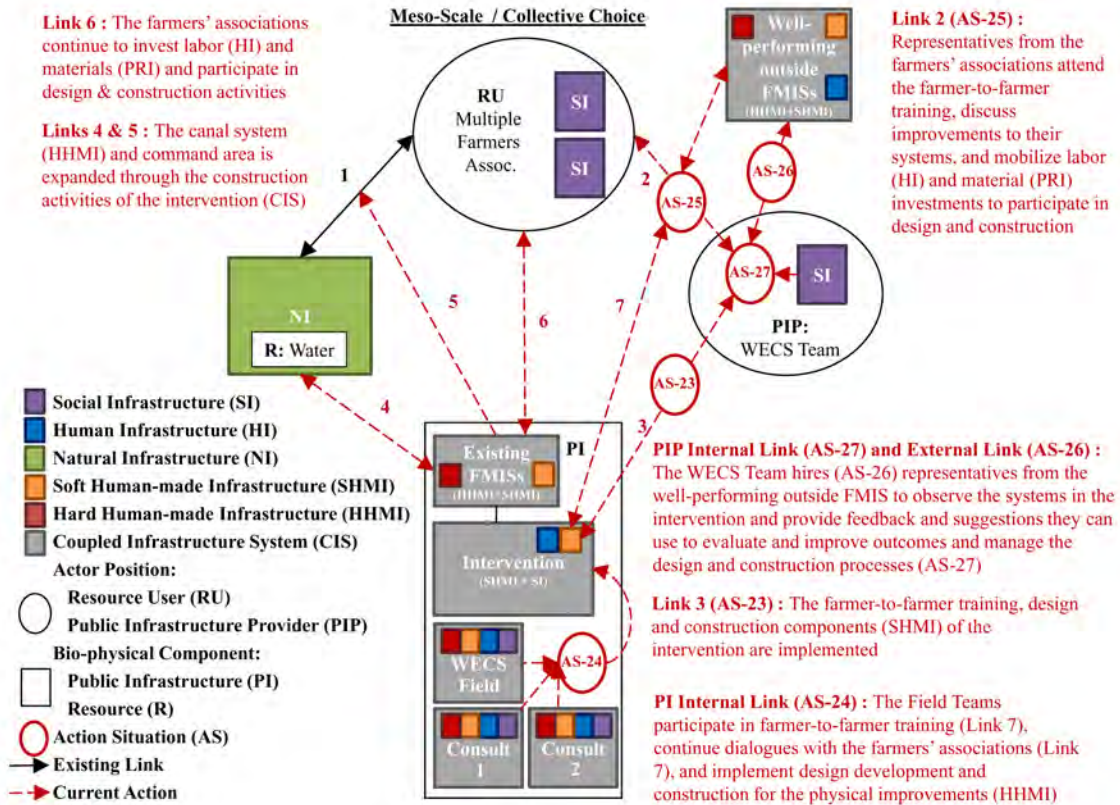 Meso-Scale / Collective Choice
Link 6 : The farmers’ associations
continue to invest labor (HI) and
materials (PRI) and participate in
design & construction activities
Links 4 & 5 : The canal system
(HHMI) and command area is
expanded through the construction
activities of the intervention (CIS)
RU
Multiple
Farmers
Assoc.
SI
SI
Well-
performing
outside
FMISs
(HHMI+SHMI)
Link 2 (AS-25) :
Representatives from the
farmers’ associations attend
the farmer-to-farmer
training, discuss
improvements to their
systems, and mobilize labor
(HI) and material (PRI)
investments to participate in
design and construction
1
2
AS-25
AS-26
AS-27
SI
PIP:
WECS Team
NI
R: Water
5
6
7
AS-23
3
4
Social Infrastructure (SI)
Human Infrastructure (HI)
Natural Infrastructure (NI)
Soft Human-made Infrastructure (SHMI)
Hard Human-made Infrastructure (HHMI)
Coupled Infrastructure System (CIS)
Actor Position:
Resource User (RU)
Public Infrastructure Provider (PIP)
Bio-physical Component:
Public Infrastructure (PI)
Resource (R)
Action Situation (AS)
Existing Link
Current Action
PI
Existing
FMISs
(HHMI+SHMI)
Intervention
(SHMI + SI)
WECS
Field
AS-24
Consult
1
Consult
2
PIP Internal Link (AS-27) and External Link (AS-26) :
The WECS Team hires (AS-26) representatives from the
well-performing outside FMIS to observe the systems in the
intervention and provide feedback and suggestions they can
use to evaluate and improve outcomes and manage the
design and construction processes (AS-27)
Link 3 (AS-23) : The farmer-to-farmer training, design
and construction components (SHMI) of the
intervention are implemented
PI Internal Link (AS-24) : The Field Teams
participate in farmer-to-farmer training (Link 7),
continue dialogues with the farmers’ associations (Link
7), and implement design development and
construction for the physical improvements (HHMI)